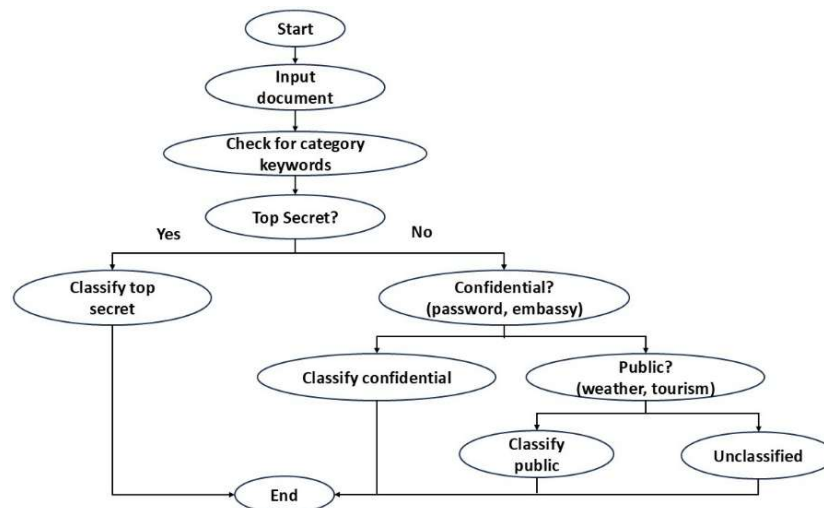 Start
Input
document
Check for category
keywords
Top Secret?
Yes
No
Classify top
secret
Confidential?
(password, embassy)
Classify confidential
Public?
(weather, tourism)
Classify
public
Unclassified
End